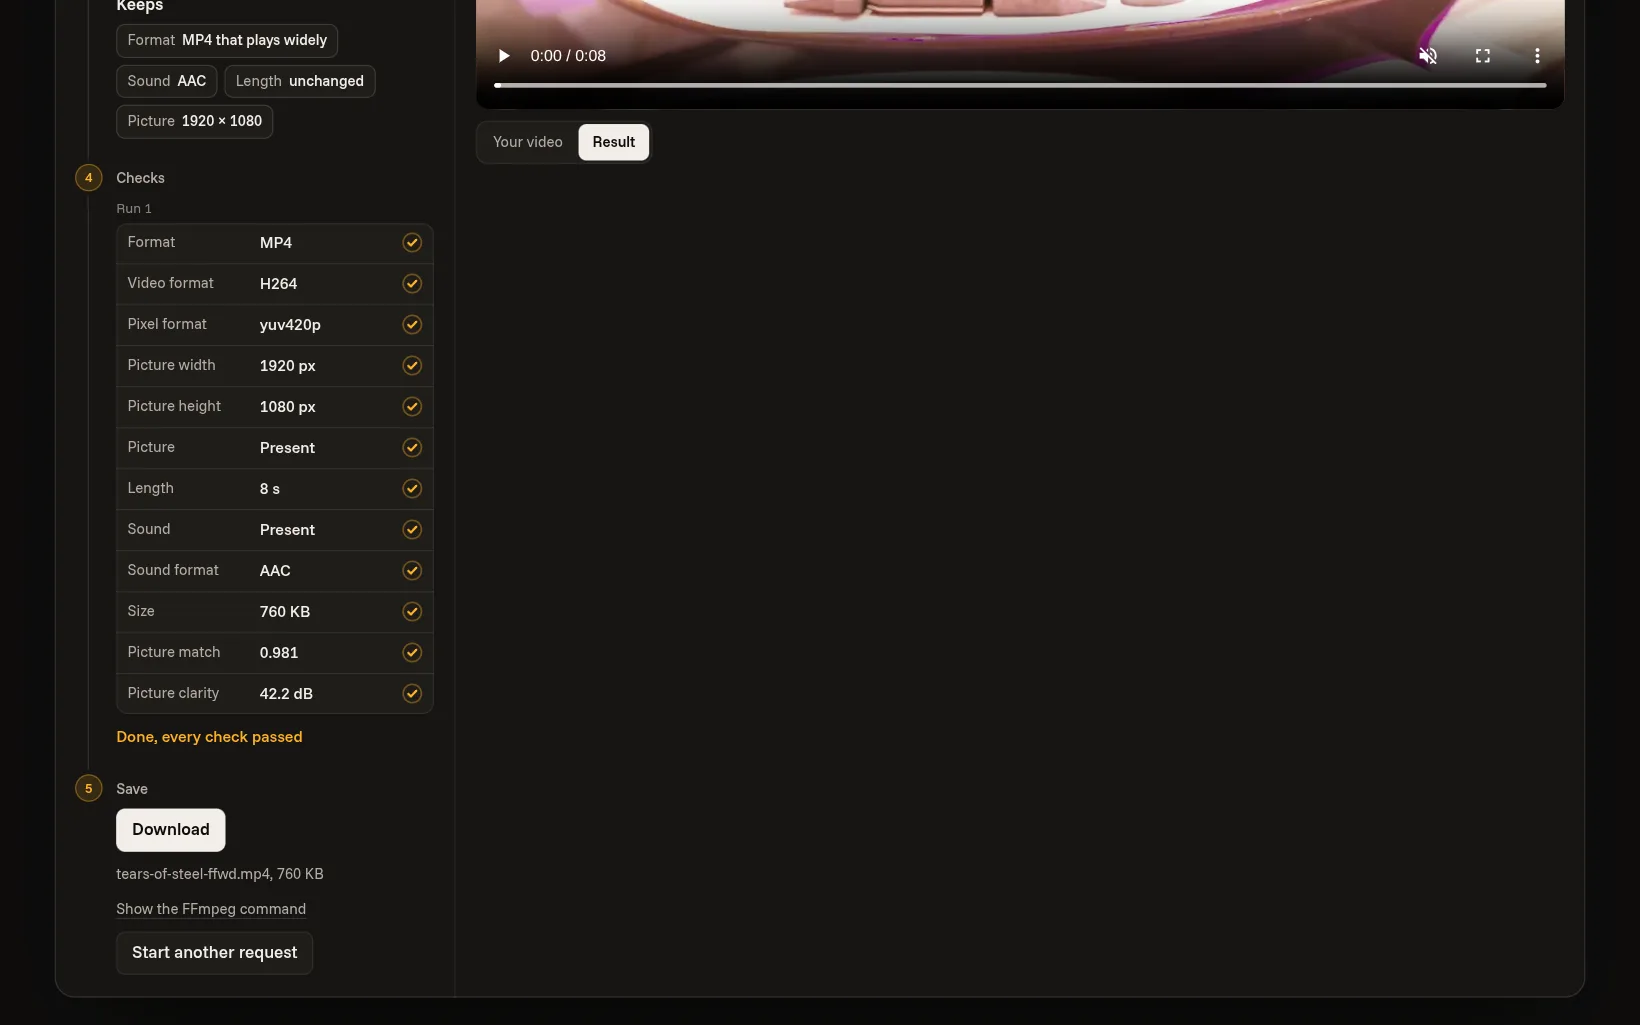 Keeps
Format MP4 that plays widely
Sound AAC
Length unchanged
Picture 1920 × 1080
4
Checks
Run 1
Format MP4
Video format H264
Pixel format yuv420p
Picture width 1920 px
Picture height 1080 px
Picture Present
Length 8 s
Sound Present
Sound format AAC
Size 760 KB
Picture match 0.981
Picture clarity 42.2 dB
Done, every check passed
5
Save
Download
tears-of-steel-ffwd.mp4, 760 KB
Show the FFmpeg command
Start another request
0:00 / 0:08
Your video
Result